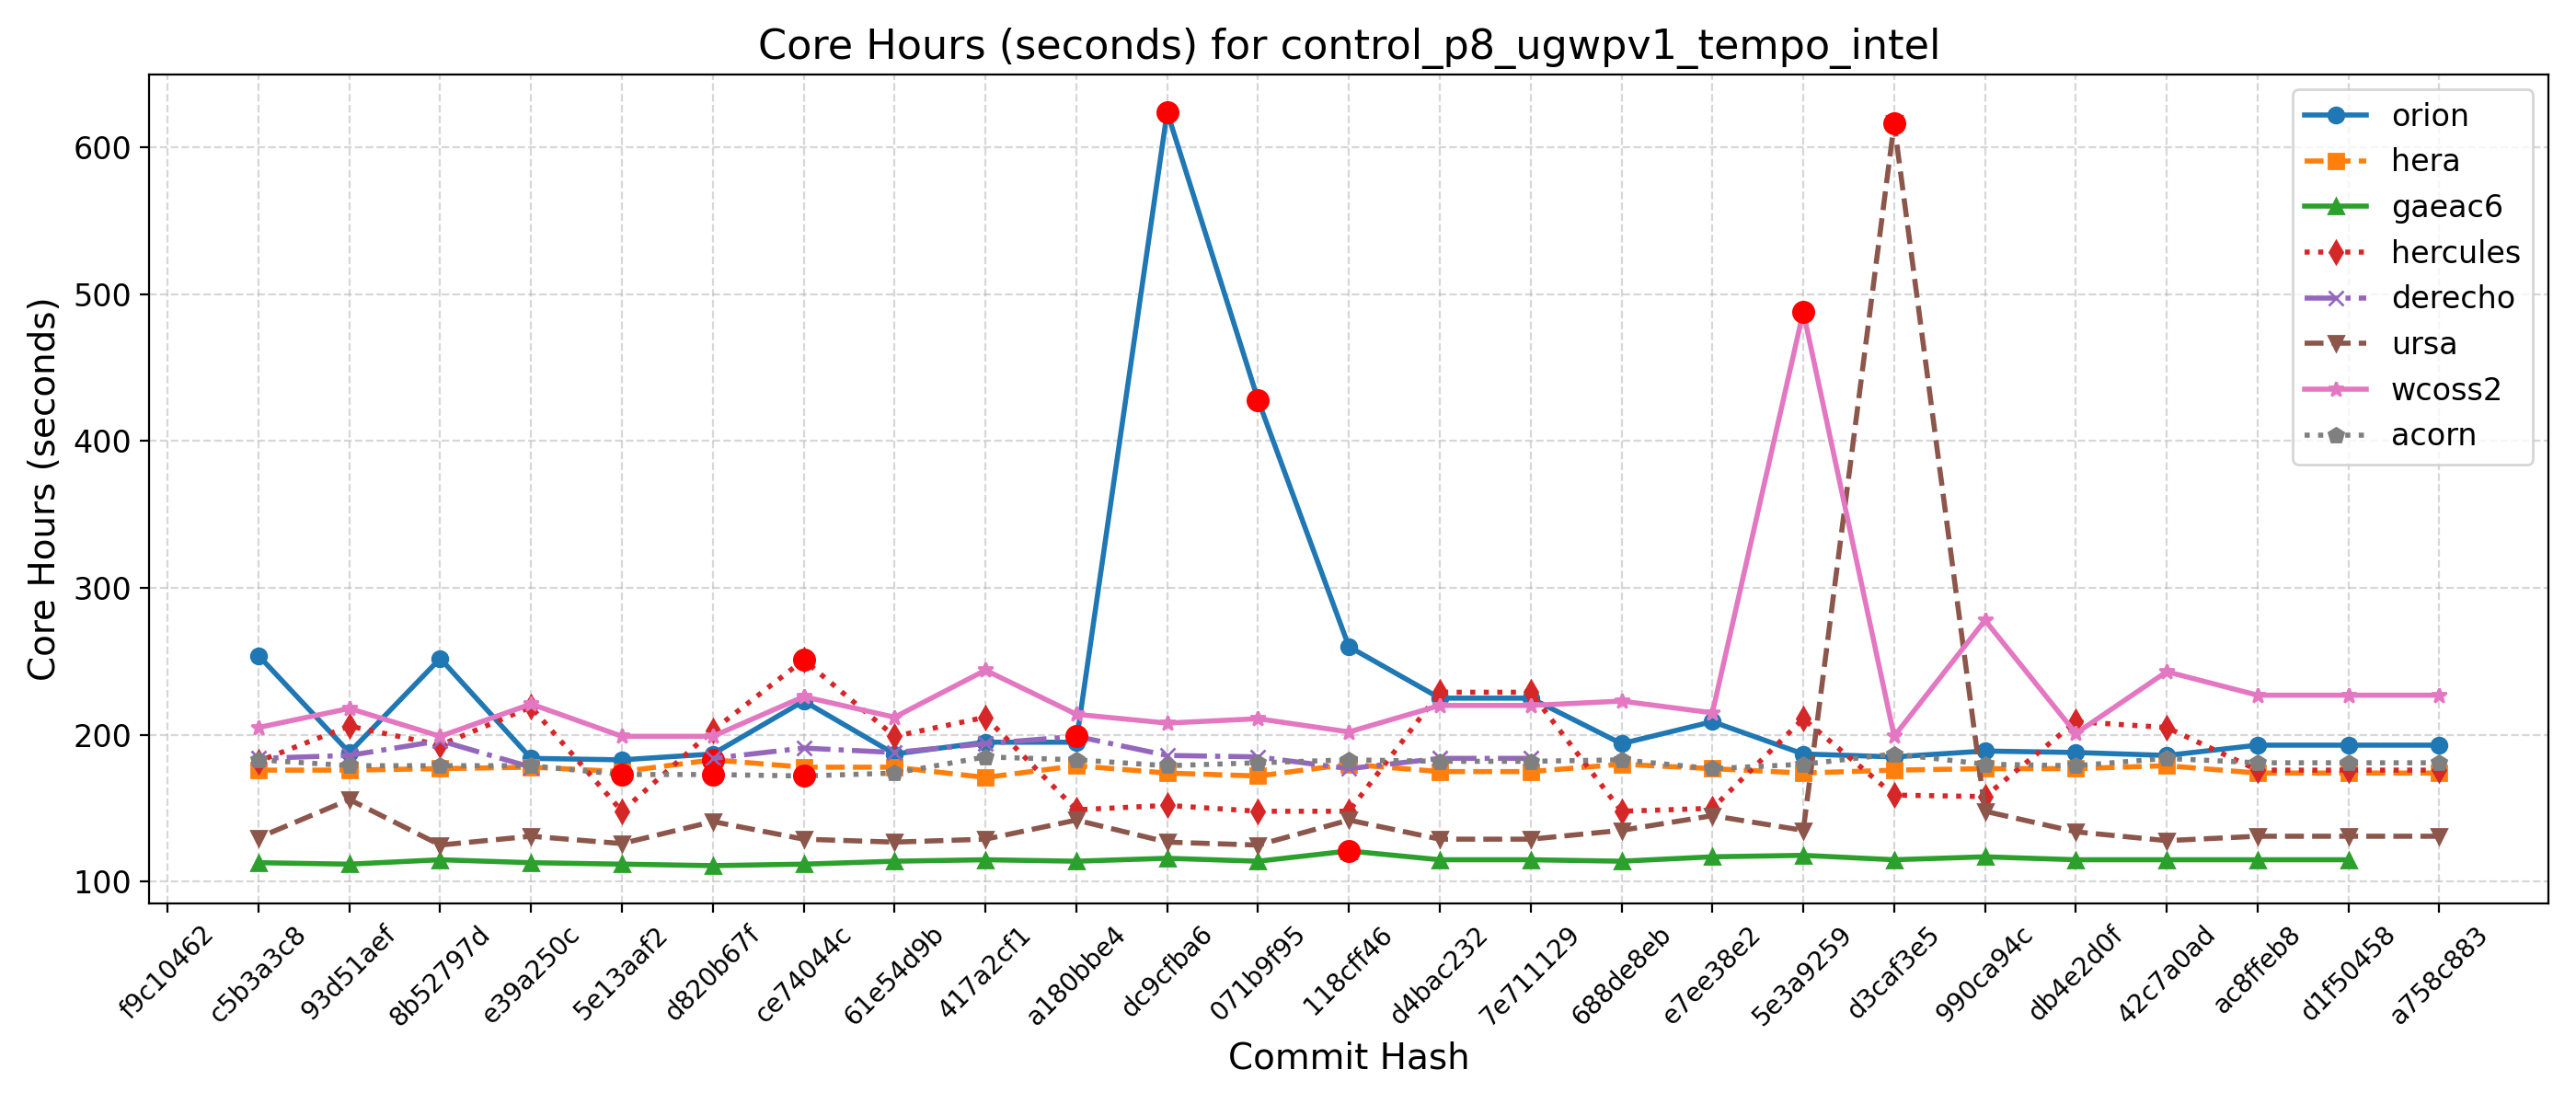 Core Hours (seconds) for control_p8_ugwpv1_tempo_intel
Core Hours (seconds)
600
500
400
300
200
100
orion
hera
gaeac6
hercules
derecho
ursa
wcoss2
acorn
f9c10462
c5b3a3c8
93d51aef
8b52797d
e39a250c
5e13aaf2
d820b67f
ce74044c
61e54d9b
417a2cf1
a180bbe4
dc9cfba6
071b9f95
118cff46
d4bac232
7e711129
688de8eb
e7ee38e2
5e3a9259
d3caf3e5
990ca94c
db4e2d0f
42c7a0ad
ac8ffeb8
d1f50458
a758c883
Commit Hash